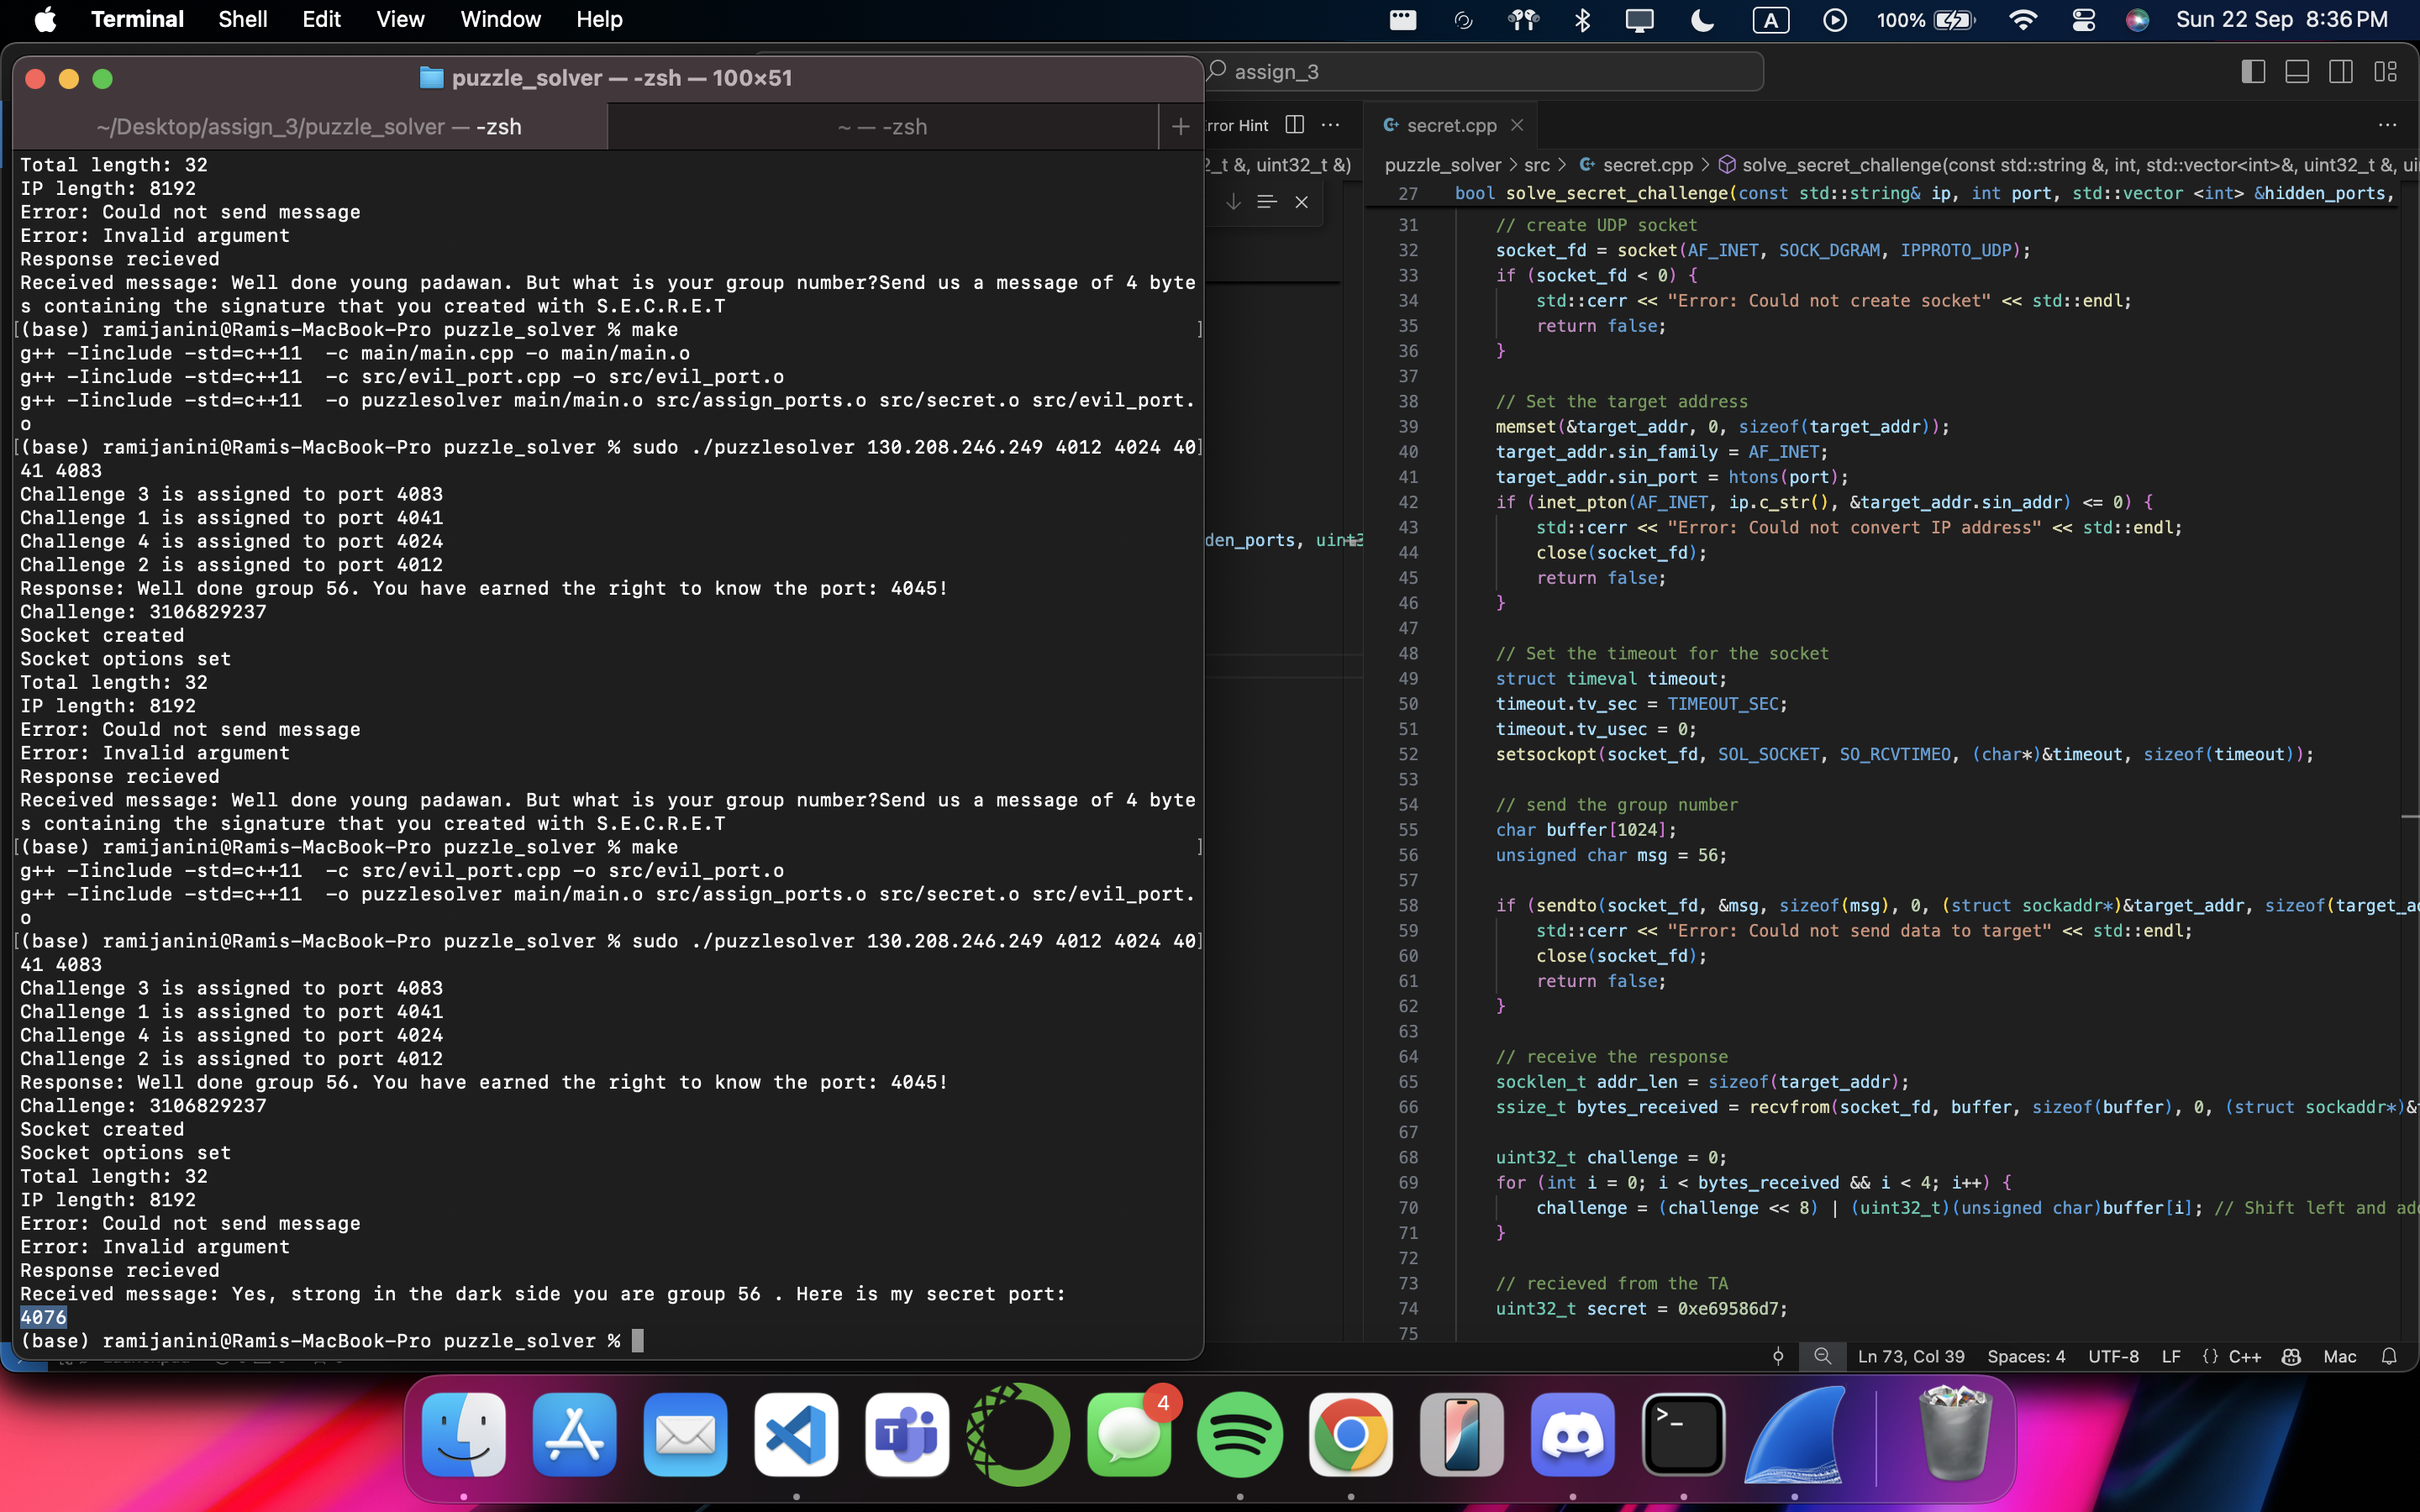 Terminal Shell Edit View Window Help
A 100% Sun 22 Sep 8:36 PM
puzzle_solver — -zsh — 100×51
~/Desktop/assign_3/puzzle_solver — -zsh
~ — -zsh
Total length: 32
IP length: 8192
Error: Could not send message
Error: Invalid argument
Response recieved
Received message: Well done young padawan. But what is your group number?Send us a message of 4 byte
s containing the signature that you created with S.E.C.R.E.T
[(base) ramijanini@Ramis-MacBook-Pro puzzle_solver % make ]
g++ -Iinclude -std=c++11  -c main/main.cpp -o main/main.o
g++ -Iinclude -std=c++11  -c src/evil_port.cpp -o src/evil_port.o
g++ -Iinclude -std=c++11  -o puzzlesolver main/main.o src/assign_ports.o src/secret.o src/evil_port.
o
[(base) ramijanini@Ramis-MacBook-Pro puzzle_solver % sudo ./puzzlesolver 130.208.246.249 4012 4024 40]
41 4083
Challenge 3 is assigned to port 4083
Challenge 1 is assigned to port 4041
Challenge 4 is assigned to port 4024
Challenge 2 is assigned to port 4012
Response: Well done group 56. You have earned the right to know the port: 4045!
Challenge: 3106829237
Socket created
Socket options set
Total length: 32
IP length: 8192
Error: Could not send message
Error: Invalid argument
Response recieved
Received message: Well done young padawan. But what is your group number?Send us a message of 4 byte
s containing the signature that you created with S.E.C.R.E.T
[(base) ramijanini@Ramis-MacBook-Pro puzzle_solver % make ]
g++ -Iinclude -std=c++11  -c src/evil_port.cpp -o src/evil_port.o
g++ -Iinclude -std=c++11  -o puzzlesolver main/main.o src/assign_ports.o src/secret.o src/evil_port.
o
[(base) ramijanini@Ramis-MacBook-Pro puzzle_solver % sudo ./puzzlesolver 130.208.246.249 4012 4024 40]
41 4083
Challenge 3 is assigned to port 4083
Challenge 1 is assigned to port 4041
Challenge 4 is assigned to port 4024
Challenge 2 is assigned to port 4012
Response: Well done group 56. You have earned the right to know the port: 4045!
Challenge: 3106829237
Socket created
Socket options set
Total length: 32
IP length: 8192
Error: Could not send message
Error: Invalid argument
Response recieved
Received message: Yes, strong in the dark side you are group 56 . Here is my secret port:
4076
(base) ramijanini@Ramis-MacBook-Pro puzzle_solver %
assign_3
rror Hint
2_t &, uint32_t &)
den_ports, uint3
secret.cpp
puzzle_solver > src > secret.cpp > solve_secret_challenge(const std::string &, int, std::vector<int>&, uint32_t &, ui
27 bool solve_secret_challenge(const std::string& ip, int port, std::vector <int> &hidden_ports,
31 // create UDP socket
32 socket_fd = socket(AF_INET, SOCK_DGRAM, IPPROTO_UDP);
33 if (socket_fd < 0) {
34 std::cerr << "Error: Could not create socket" << std::endl;
35 return false;
36 }
37
38 // Set the target address
39 memset(&target_addr, 0, sizeof(target_addr));
40 target_addr.sin_family = AF_INET;
41 target_addr.sin_port = htons(port);
42 if (inet_pton(AF_INET, ip.c_str(), &target_addr.sin_addr) <= 0) {
43 std::cerr << "Error: Could not convert IP address" << std::endl;
44 close(socket_fd);
45 return false;
46 }
47
48 // Set the timeout for the socket
49 struct timeval timeout;
50 timeout.tv_sec = TIMEOUT_SEC;
51 timeout.tv_usec = 0;
52 setsockopt(socket_fd, SOL_SOCKET, SO_RCVTIMEO, (char*)&timeout, sizeof(timeout));
53
54 // send the group number
55 char buffer[1024];
56 unsigned char msg = 56;
57
58 if (sendto(socket_fd, &msg, sizeof(msg), 0, (struct sockaddr*)&target_addr, sizeof(target_a
59 std::cerr << "Error: Could not send data to target" << std::endl;
60 close(socket_fd);
61 return false;
62 }
63
64 // receive the response
65 socklen_t addr_len = sizeof(target_addr);
66 ssize_t bytes_received = recvfrom(socket_fd, buffer, sizeof(buffer), 0, (struct sockaddr*)&
67
68 uint32_t challenge = 0;
69 for (int i = 0; i < bytes_received && i < 4; i++) {
70 challenge = (challenge << 8) | (uint32_t)(unsigned char)buffer[i]; // Shift left and ad
71 }
72
73 // recieved from the TA
74 uint32_t secret = 0xe69586d7;
75
Ln 73, Col 39 Spaces: 4 UTF-8 LF {} C++ Mac
4